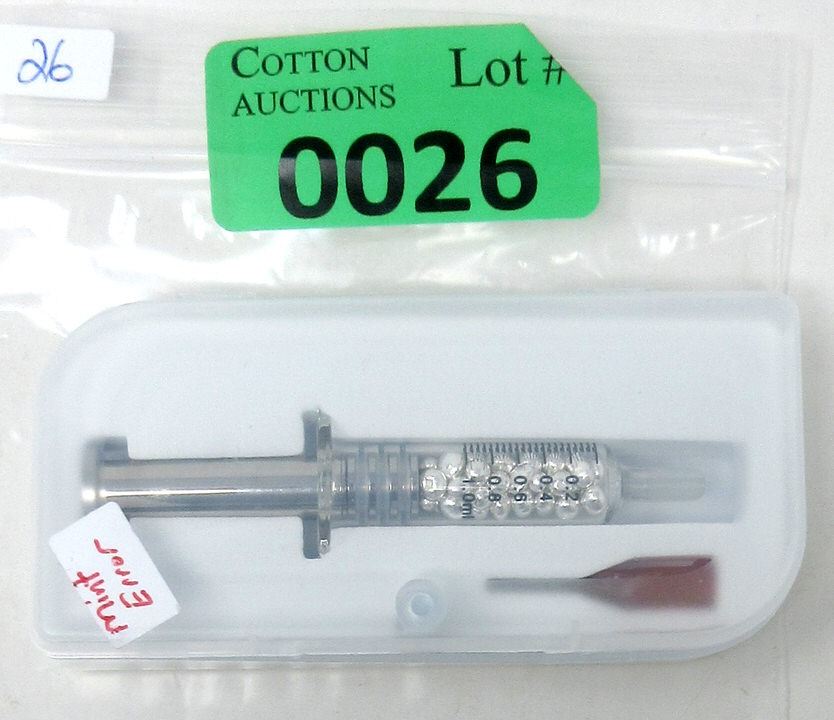 26
COTTON
AUCTIONS
Lot #
0026
1.0ml
0.8
0.6
0.4
0.2
Mint
Error